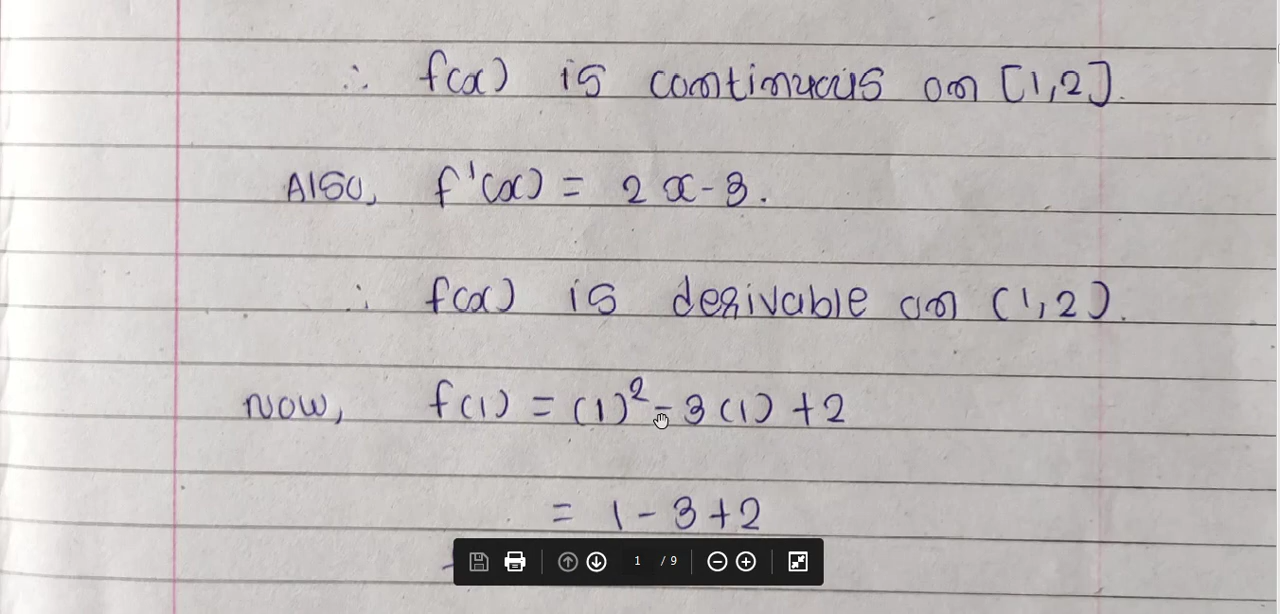 ∴ f(x) is continuous on [1,2].
Also, f'(x) = 2x-3.
∴ f(x) is derivable on (1,2).
Now, f(1) = (1)²-3(1)+2
= 1-3+2
1 / 9